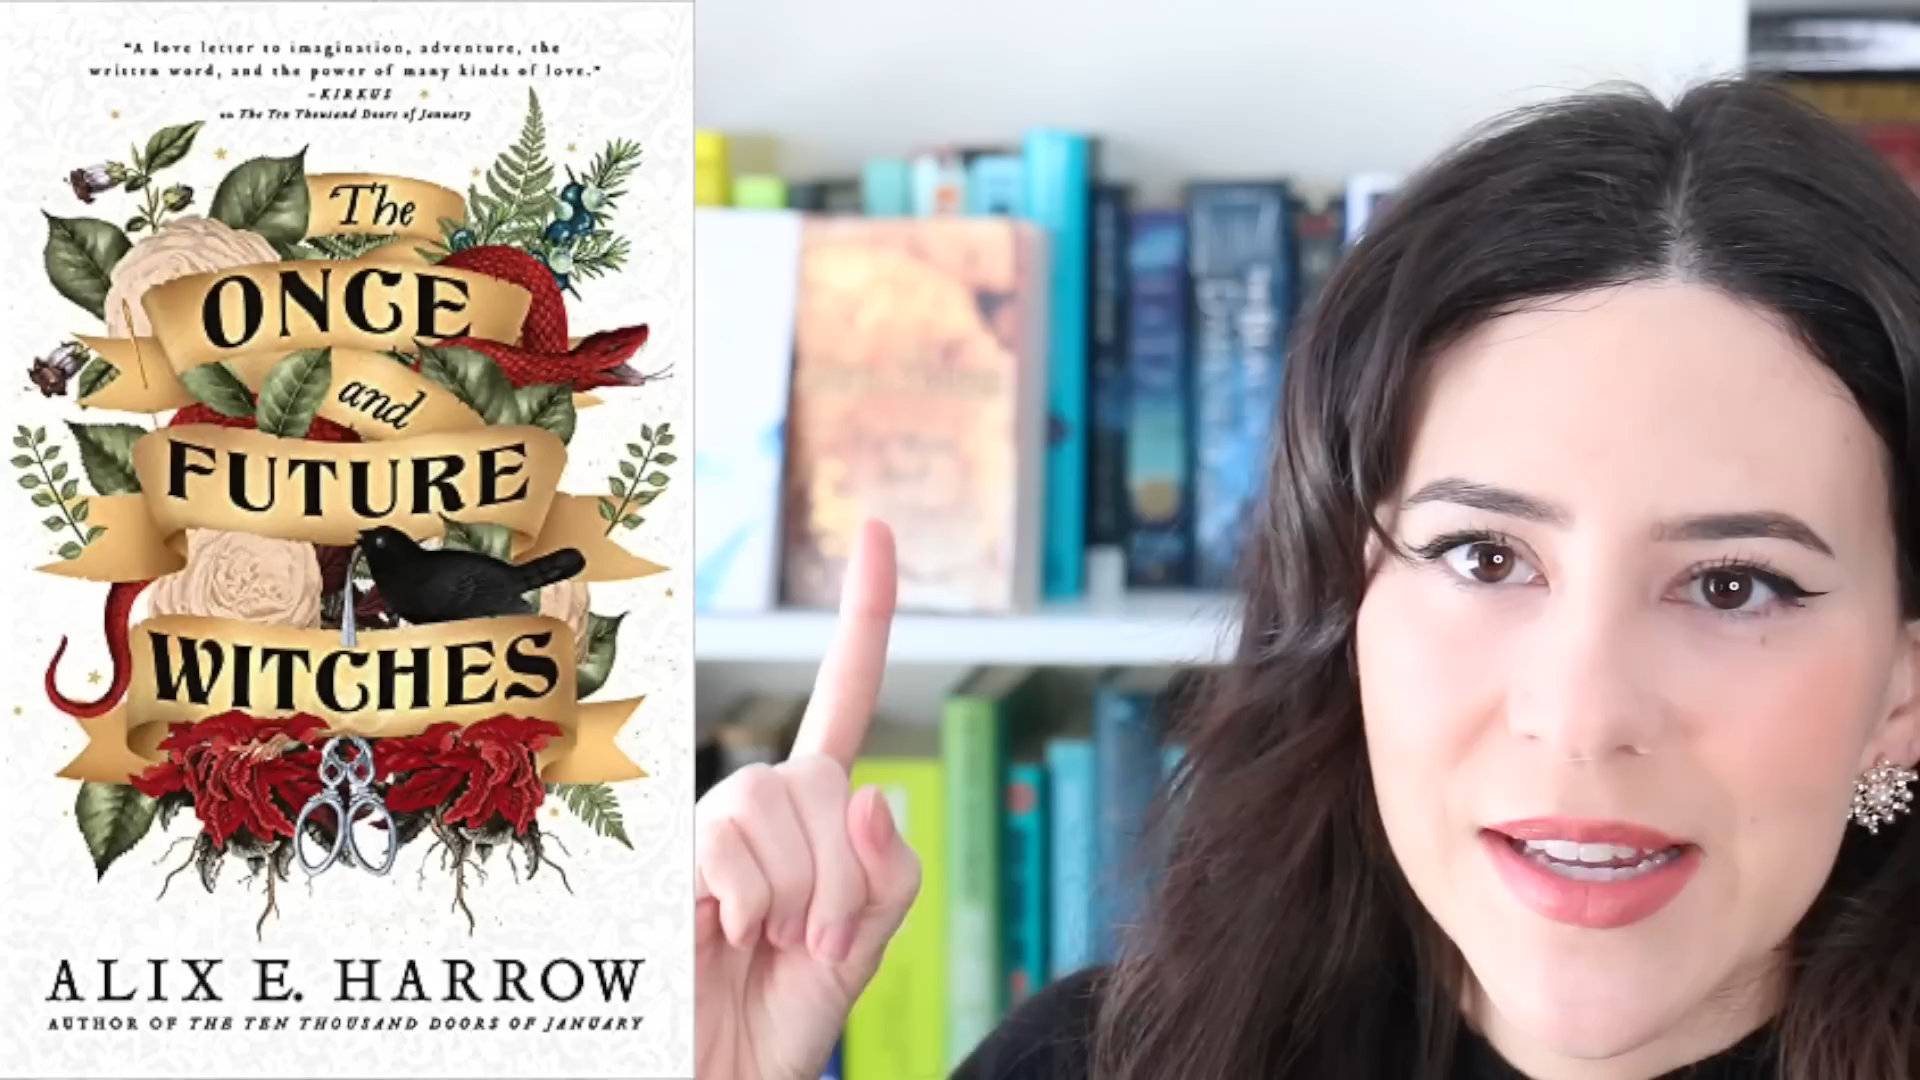 "A love letter to imagination, adventure, the
written word, and the power of many kinds of love."
-KIRKUS
on The Ten Thousand Doors of January
The
ONCE
and
FUTURE
WITCHES
ALIX E. HARROW
AUTHOR OF THE TEN THOUSAND DOORS OF JANUARY